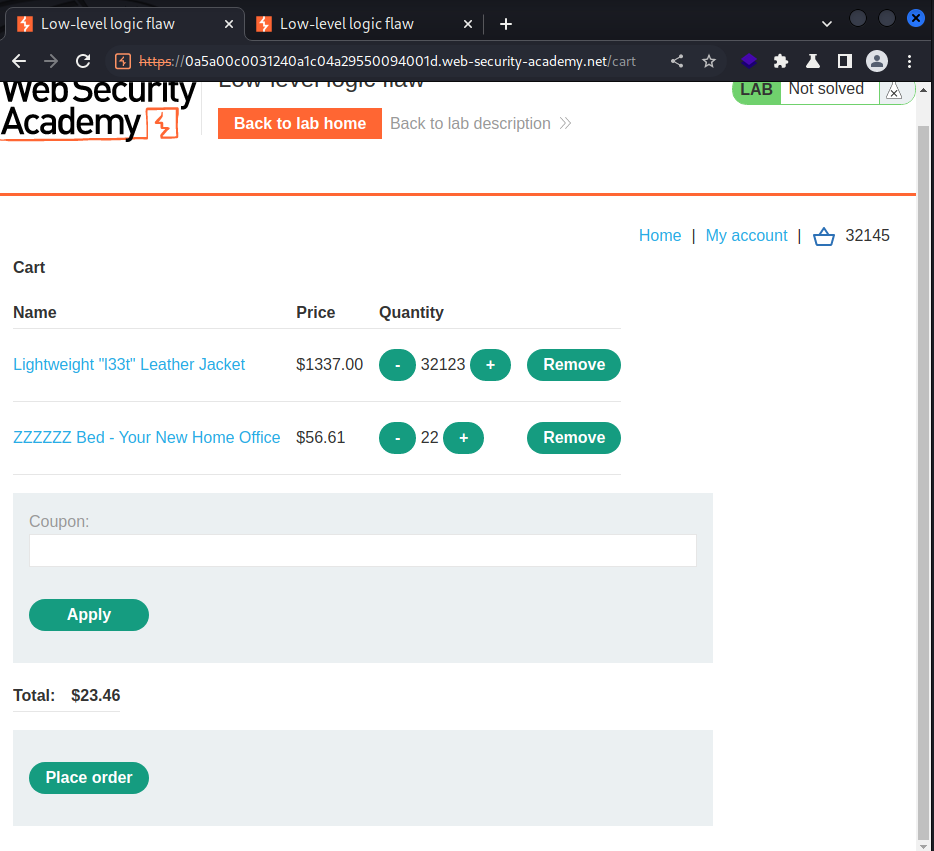 Low-level logic flaw
Low-level logic flaw
https://0a5a00c0031240a1c04a29550094001d.web-security-academy.net/cart
Web Security
Academy
Low-level logic flaw
Back to lab home
Back to lab description
LAB
Not solved
Home | My account | 32145
Cart
Name Price Quantity
Lightweight "l33t" Leather Jacket $1337.00 - 32123 + Remove
ZZZZZZ Bed - Your New Home Office $56.61 - 22 + Remove
Coupon:
Apply
Total: $23.46
Place order